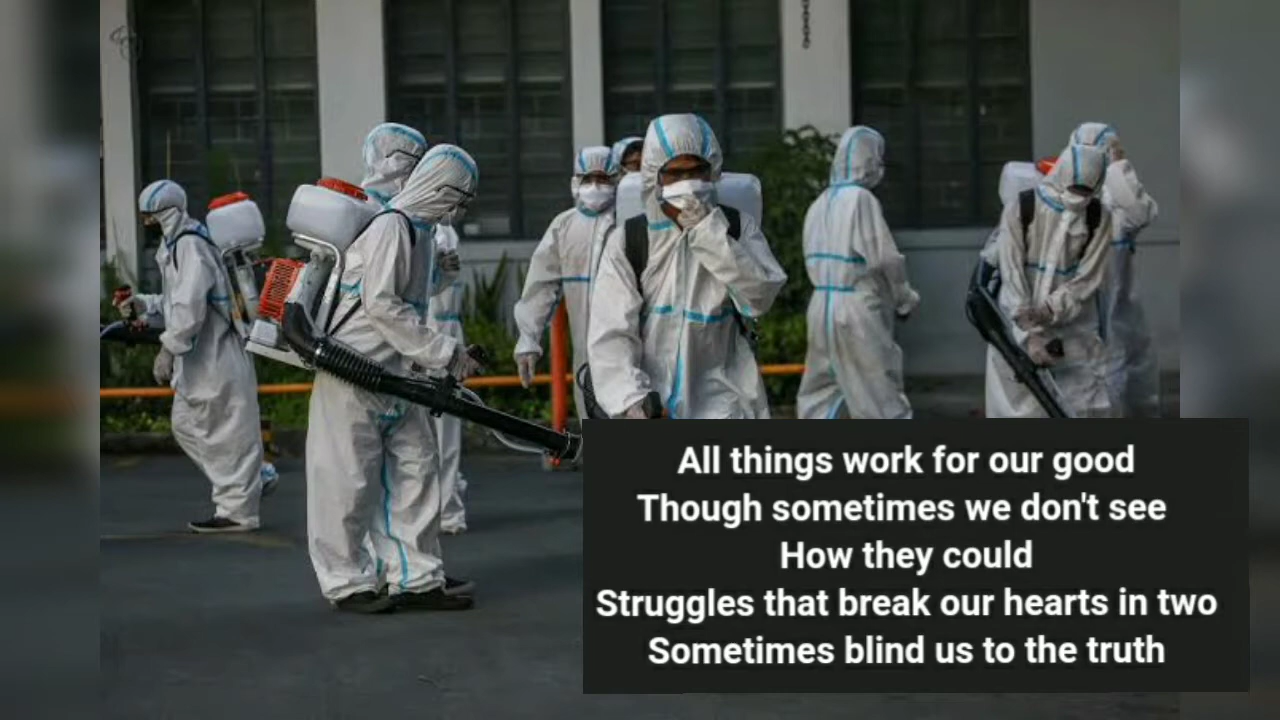 All things work for our good
Though sometimes we don't see
How they could
Struggles that break our hearts in two
Sometimes blind us to the truth